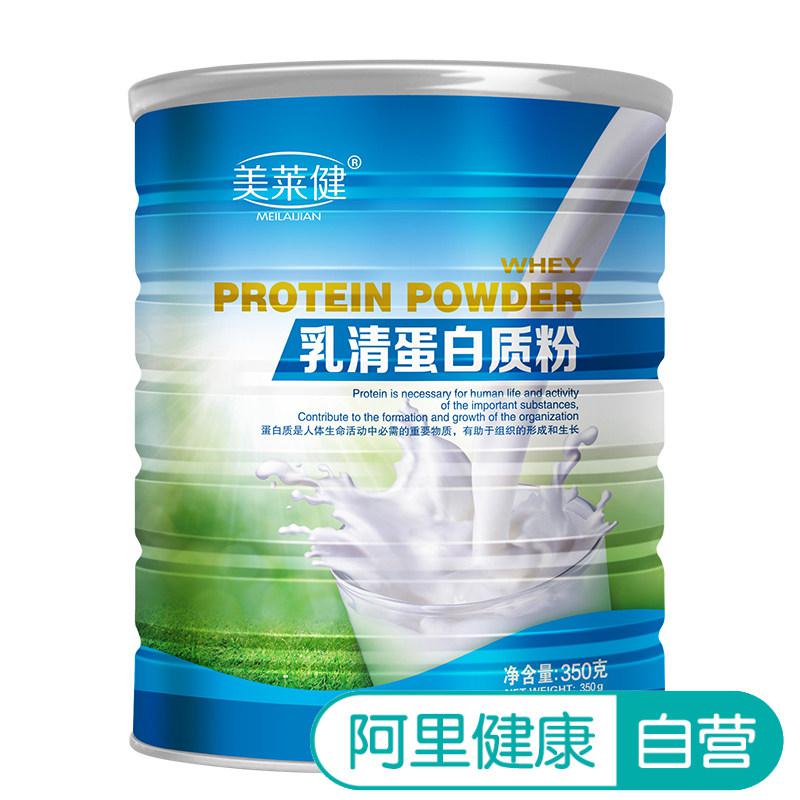 美莱健®
MEILAIJIAN
WHEY
PROTEIN POWDER
乳清蛋白质粉
Protein is necessary for human life and activity
of the important substances,
Contribute to the formation and growth of the organization
蛋白质是人体生命活动中必需的重要物质，有助于组织的形成和生长
净含量:350克
NET WEIGHT: 350g
阿里健康 自营